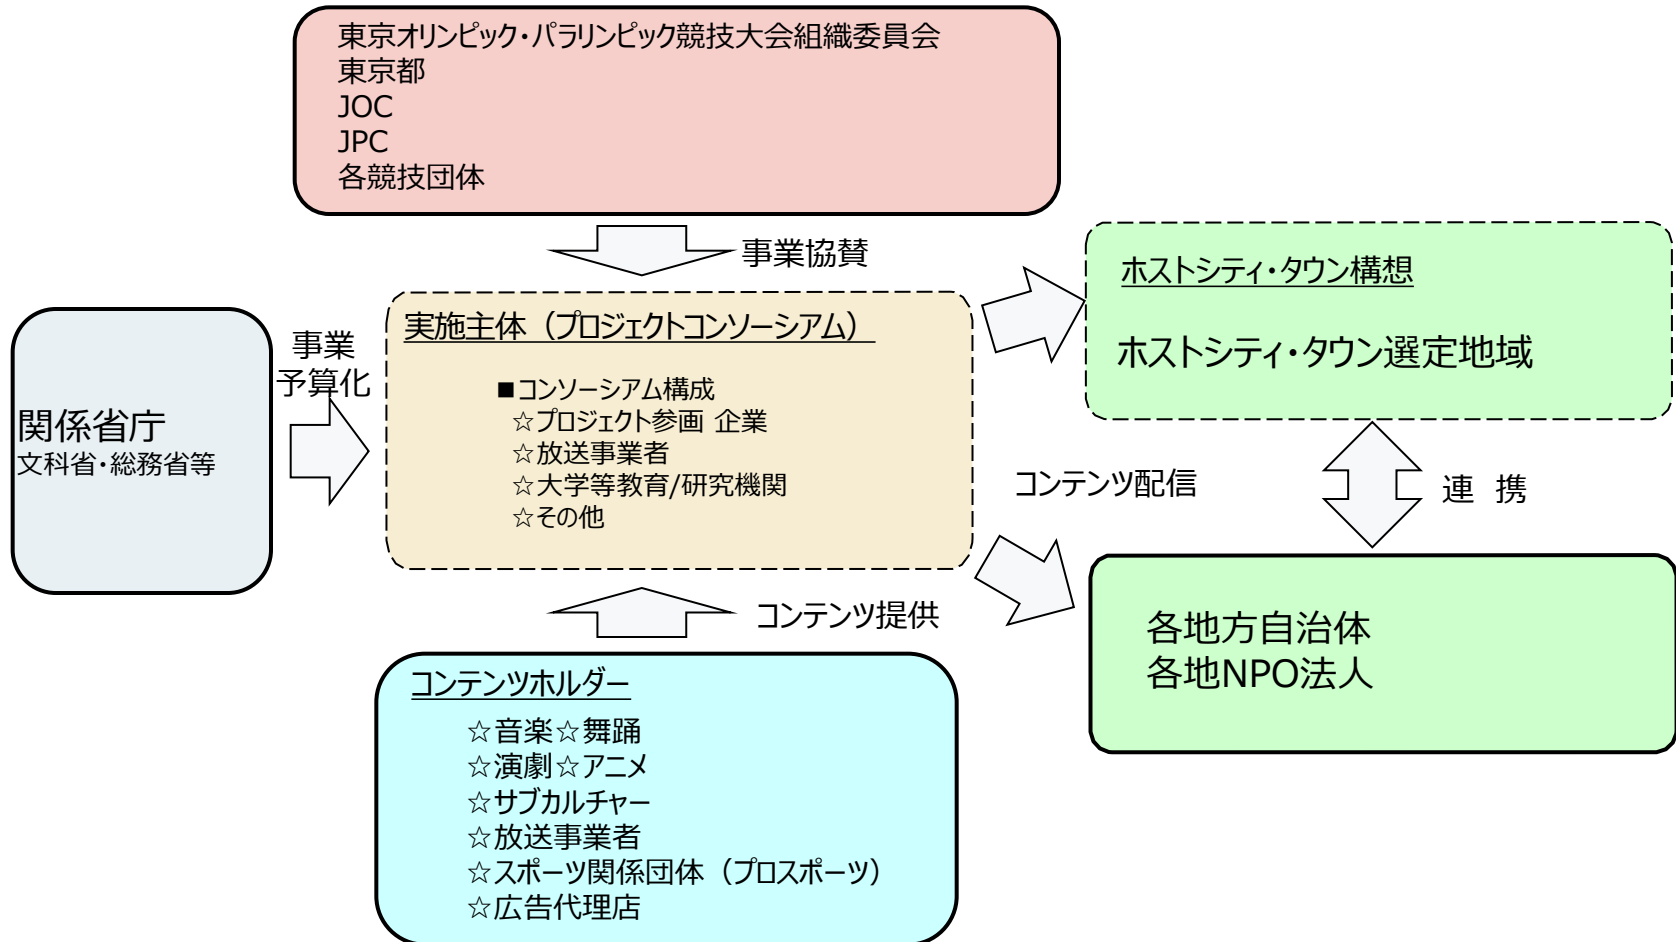 東京オリンピック・パラリンピック競技大会組織委員会
東京都
JOC
JPC
各競技団体
事業協賛
ホストシティ・タウン構想
ホストシティ・タウン選定地域
関係省庁
文科省・総務省等
事業
予算化
実施主体（プロジェクトコンソーシアム）
■コンソーシアム構成
☆プロジェクト参画 企業
☆放送事業者
☆大学等教育/研究機関
☆その他
コンテンツ配信
連 携
コンテンツ提供
各地方自治体
各地NPO法人
コンテンツホルダー
☆音楽☆舞踊
☆演劇☆アニメ
☆サブカルチャー
☆放送事業者
☆スポーツ関係団体（プロスポーツ）
☆広告代理店